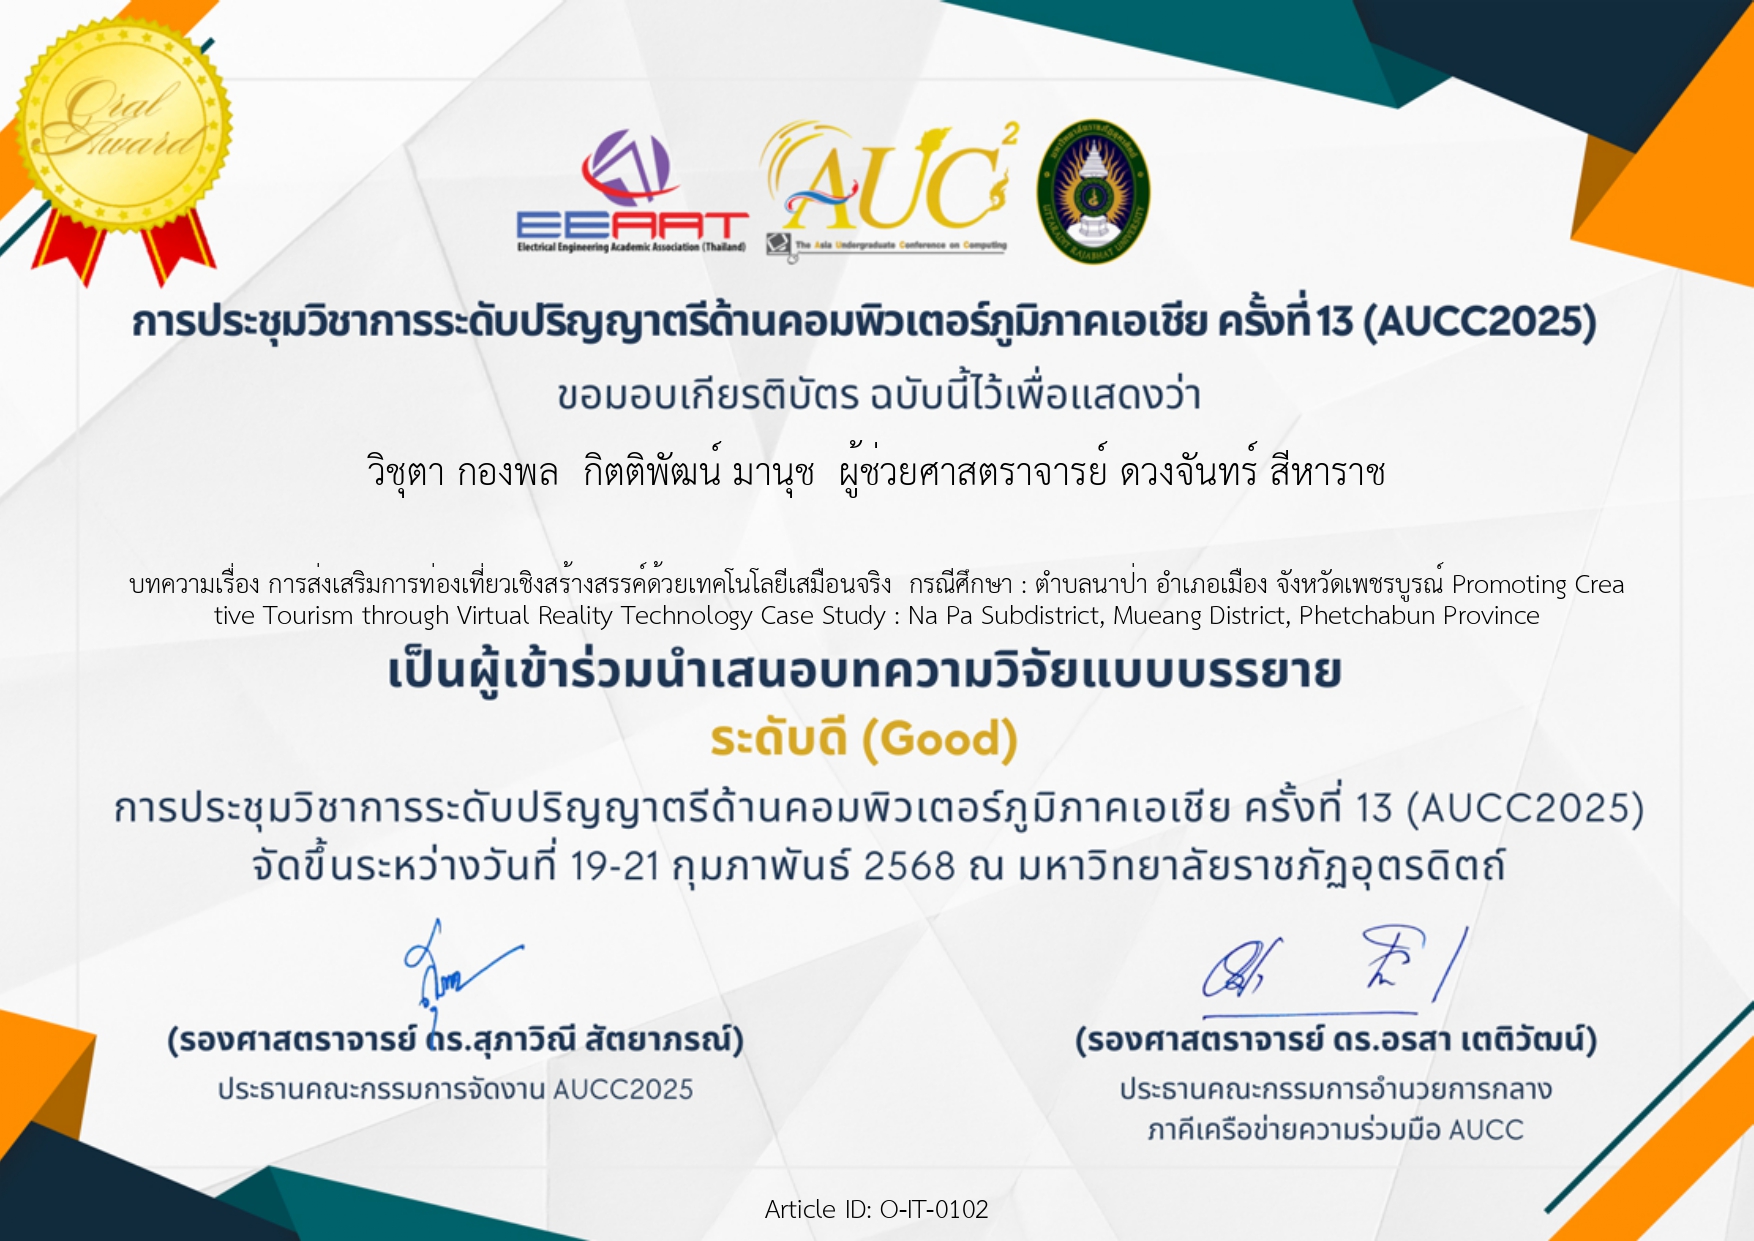 Oral
Award
EEAAT
Electrical Engineering Academic Association (Thailand)
AUC²
The Asia Undergraduate Conference on Computing
มหาวิทยาลัยราชภัฏอุตรดิตถ์
UTTARADIT RAJABHAT UNIVERSITY
การประชุมวิชาการระดับปริญญาตรีด้านคอมพิวเตอร์ภูมิภาคเอเชีย ครั้งที่ 13 (AUCC2025)
ขอมอบเกียรติบัตร ฉบับนี้ไว้เพื่อแสดงว่า
วิชุตา กองพล กิตติพัฒน์ มานุช ผู้ช่วยศาสตราจารย์ ดวงจันทร์ สีหาราช
บทความเรื่อง การส่งเสริมการท่องเที่ยวเชิงสร้างสรรค์ด้วยเทคโนโลยีเสมือนจริง กรณีศึกษา : ตำบลนาป่า อำเภอเมือง จังหวัดเพชรบูรณ์ Promoting Crea
tive Tourism through Virtual Reality Technology Case Study : Na Pa Subdistrict, Mueang District, Phetchabun Province
เป็นผู้เข้าร่วมนำเสนอบทความวิจัยแบบบรรยาย
ระดับดี (Good)
การประชุมวิชาการระดับปริญญาตรีด้านคอมพิวเตอร์ภูมิภาคเอเชีย ครั้งที่ 13 (AUCC2025)
จัดขึ้นระหว่างวันที่ 19-21 กุมภาพันธ์ 2568 ณ มหาวิทยาลัยราชภัฏอุตรดิตถ์
(รองศาสตราจารย์ ดร.สุภาวิณี สัตยาภรณ์)
ประธานคณะกรรมการจัดงาน AUCC2025
(รองศาสตราจารย์ ดร.อรสา เตติวัฒน์)
ประธานคณะกรรมการอำนวยการกลาง
ภาคีเครือข่ายความร่วมมือ AUCC
Article ID: O-IT-0102